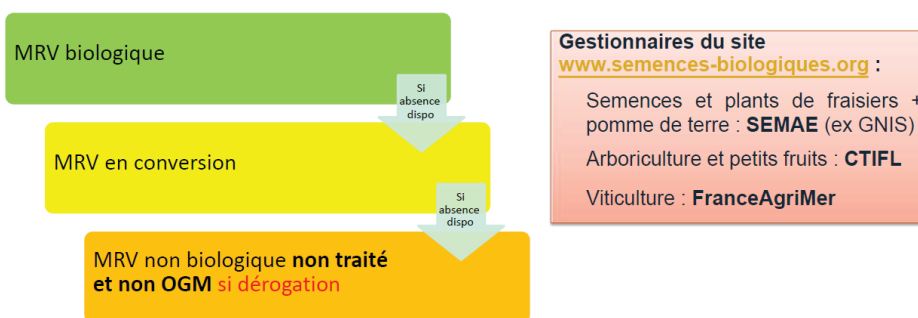 MRV biologique
Si
absence
dispo
MRV en conversion
Si
absence
dispo
MRV non biologique non traité
et non OGM si dérogation
Gestionnaires du site
www.semences-biologiques.org :
Semences et plants de fraisiers +
pomme de terre : SEMAE (ex GNIS)
Arboriculture et petits fruits : CTIFL
Viticulture : FranceAgriMer